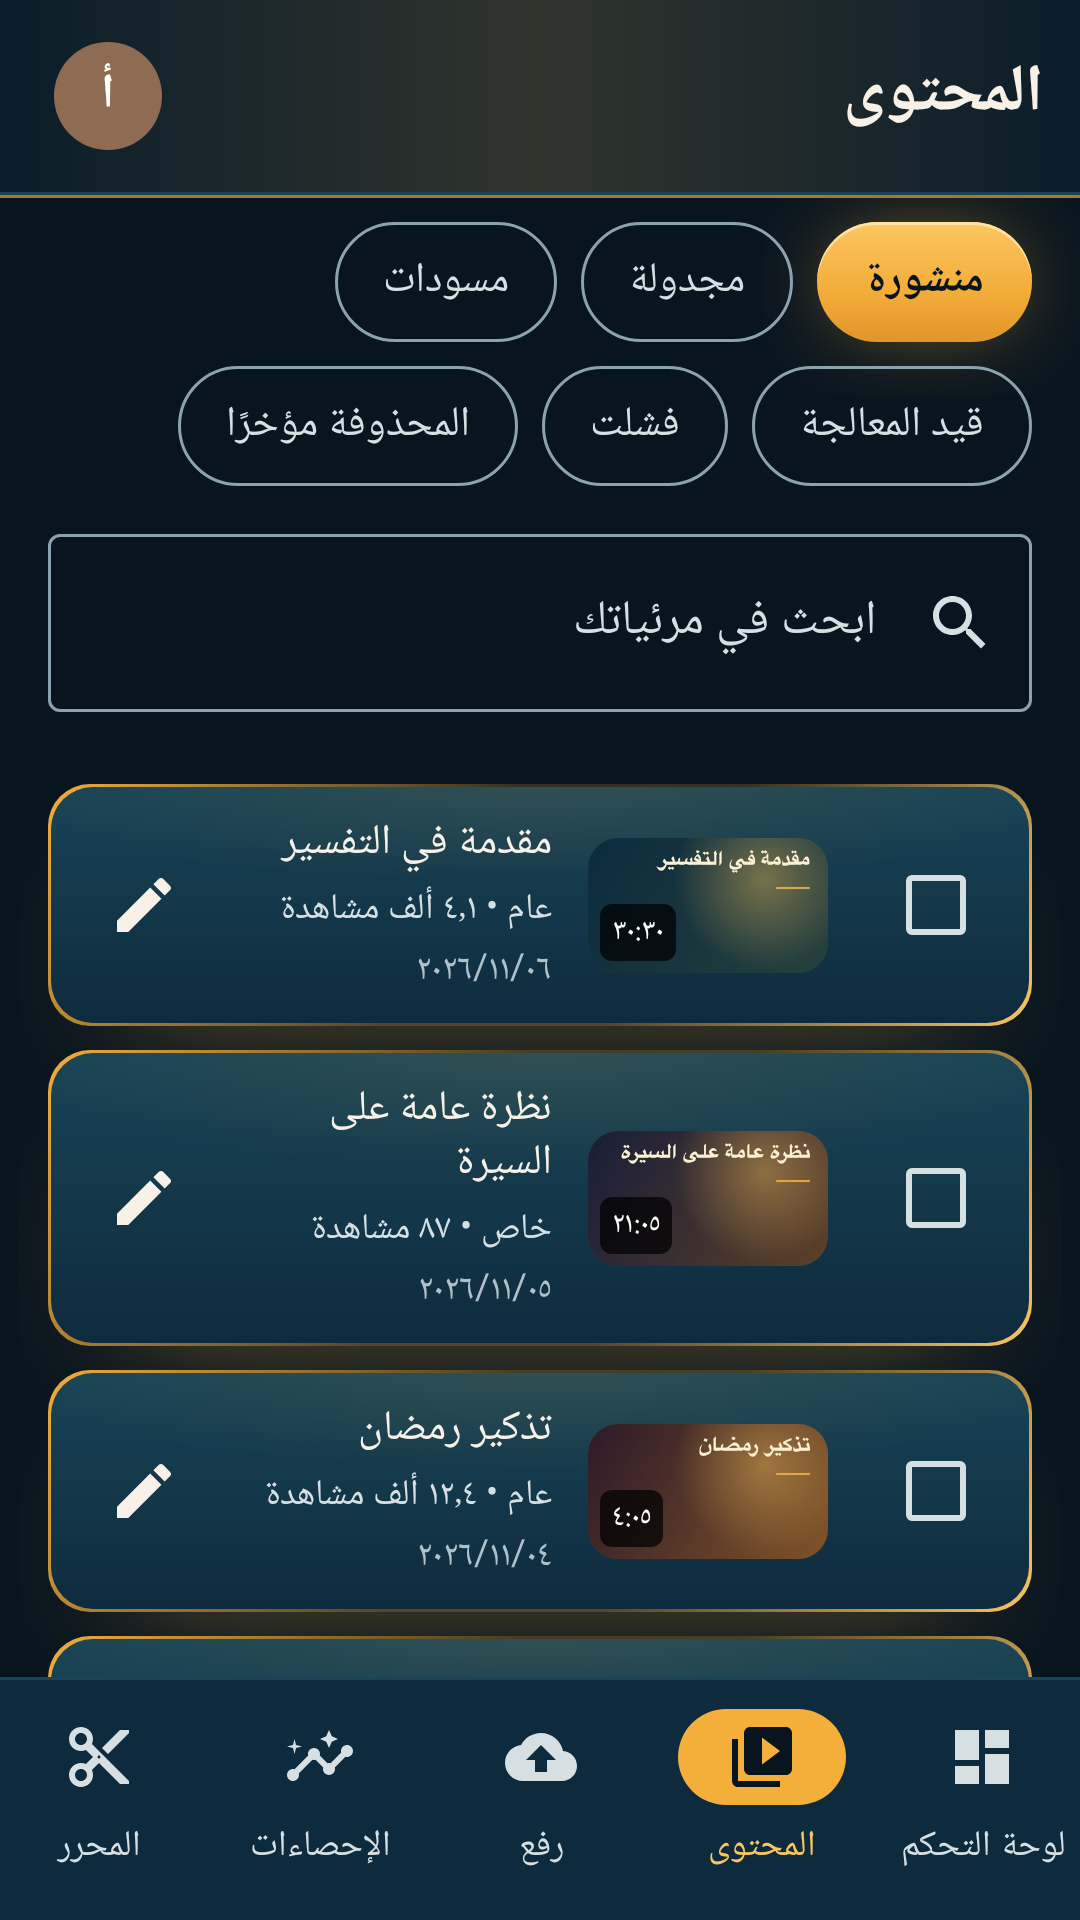 المحتوى
أ
منشورة
مجدولة
مسودات
قيد المعالجة
فشلت
المحذوفة مؤخرًا
ابحث في مرئياتك
مقدمة في التفسير
٣٠:٣٠
مقدمة في التفسير
عام • ٤٫١ ألف مشاهدة
٢٠٢٦/١١/٠٦
نظرة عامة على السيرة
٢١:٠٥
نظرة عامة على
السيرة
خاص • ٨٧ مشاهدة
٢٠٢٦/١١/٠٥
تذكير رمضان
٤:٠٥
تذكير رمضان
عام • ١٢٫٤ ألف مشاهدة
٢٠٢٦/١١/٠٤
لوحة التحكم
المحتوى
رفع
الإحصاءات
المحرر